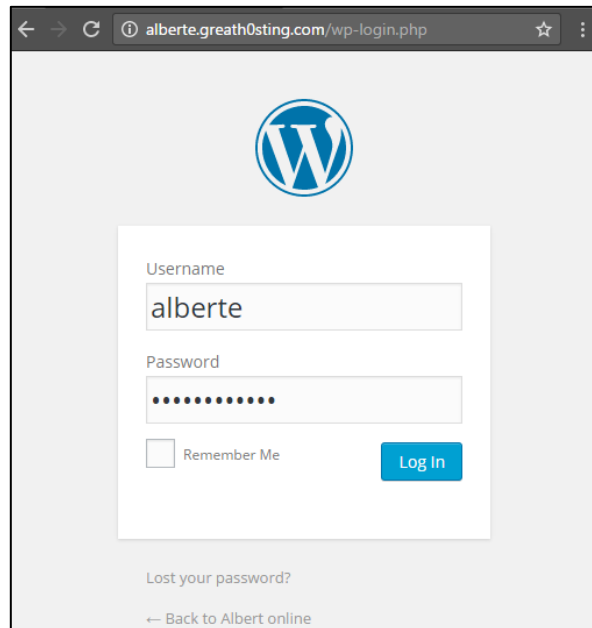 alberte.greath0sting.com/wp-login.php
W
Username
alberte
Password
••••••••••••
Remember Me
Log In
Lost your password?
← Back to Albert online